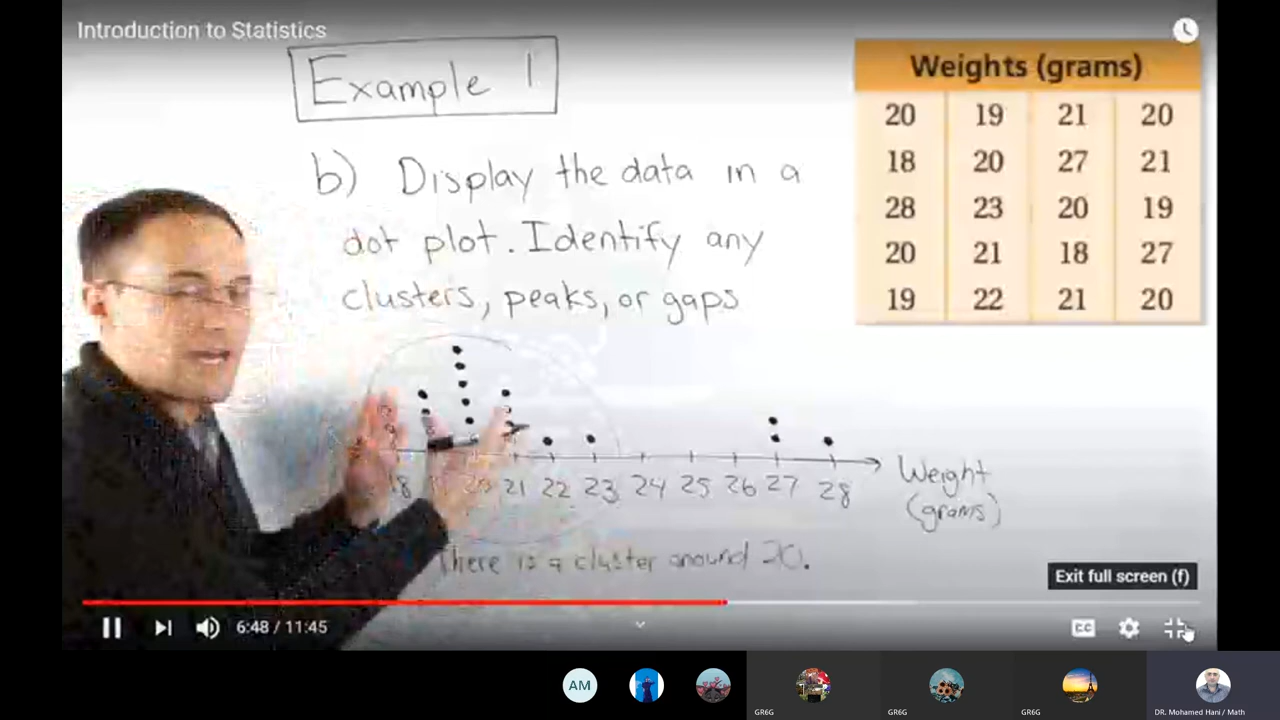 Introduction to Statistics
Example 1
b) Display the data in a
dot plot. Identify any
clusters, peaks, or gaps
Weights (grams)
20 19 21 20
18 20 27 21
28 23 20 19
20 21 18 27
19 22 21 20
18 20 21 22 23 24 25 26 27 28
Weight
(grams)
There is a cluster around 20.
Exit full screen (f)
6:48 / 11:45
CC
AM
GR6G
GR6G
GR6G
DR. Mohamed Hani / Math